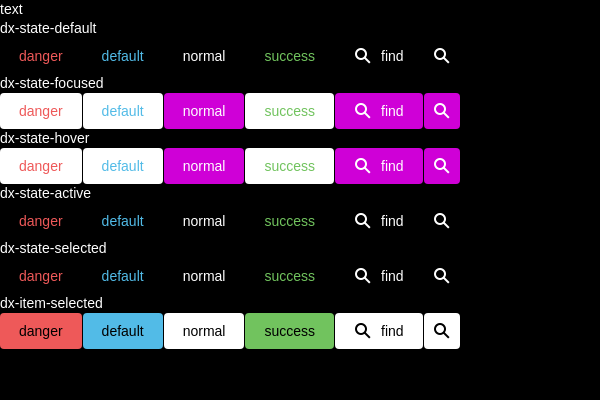 text
dx-state-default
danger default normal success find
dx-state-focused
danger default normal success find
dx-state-hover
danger default normal success find
dx-state-active
danger default normal success find
dx-state-selected
danger default normal success find
dx-item-selected
danger default normal success find